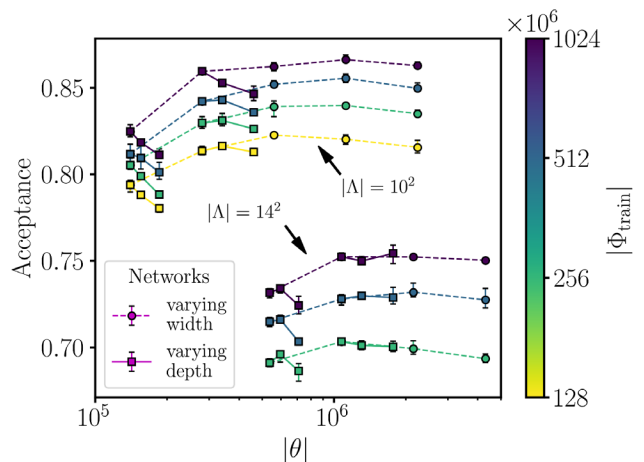 ×10⁶
1024
512
256
128
|Φ_train|
Acceptance
0.85
0.80
0.75
0.70
|Λ| = 10²
|Λ| = 14²
Networks
varying
width
varying
depth
10⁵
10⁶
|θ|